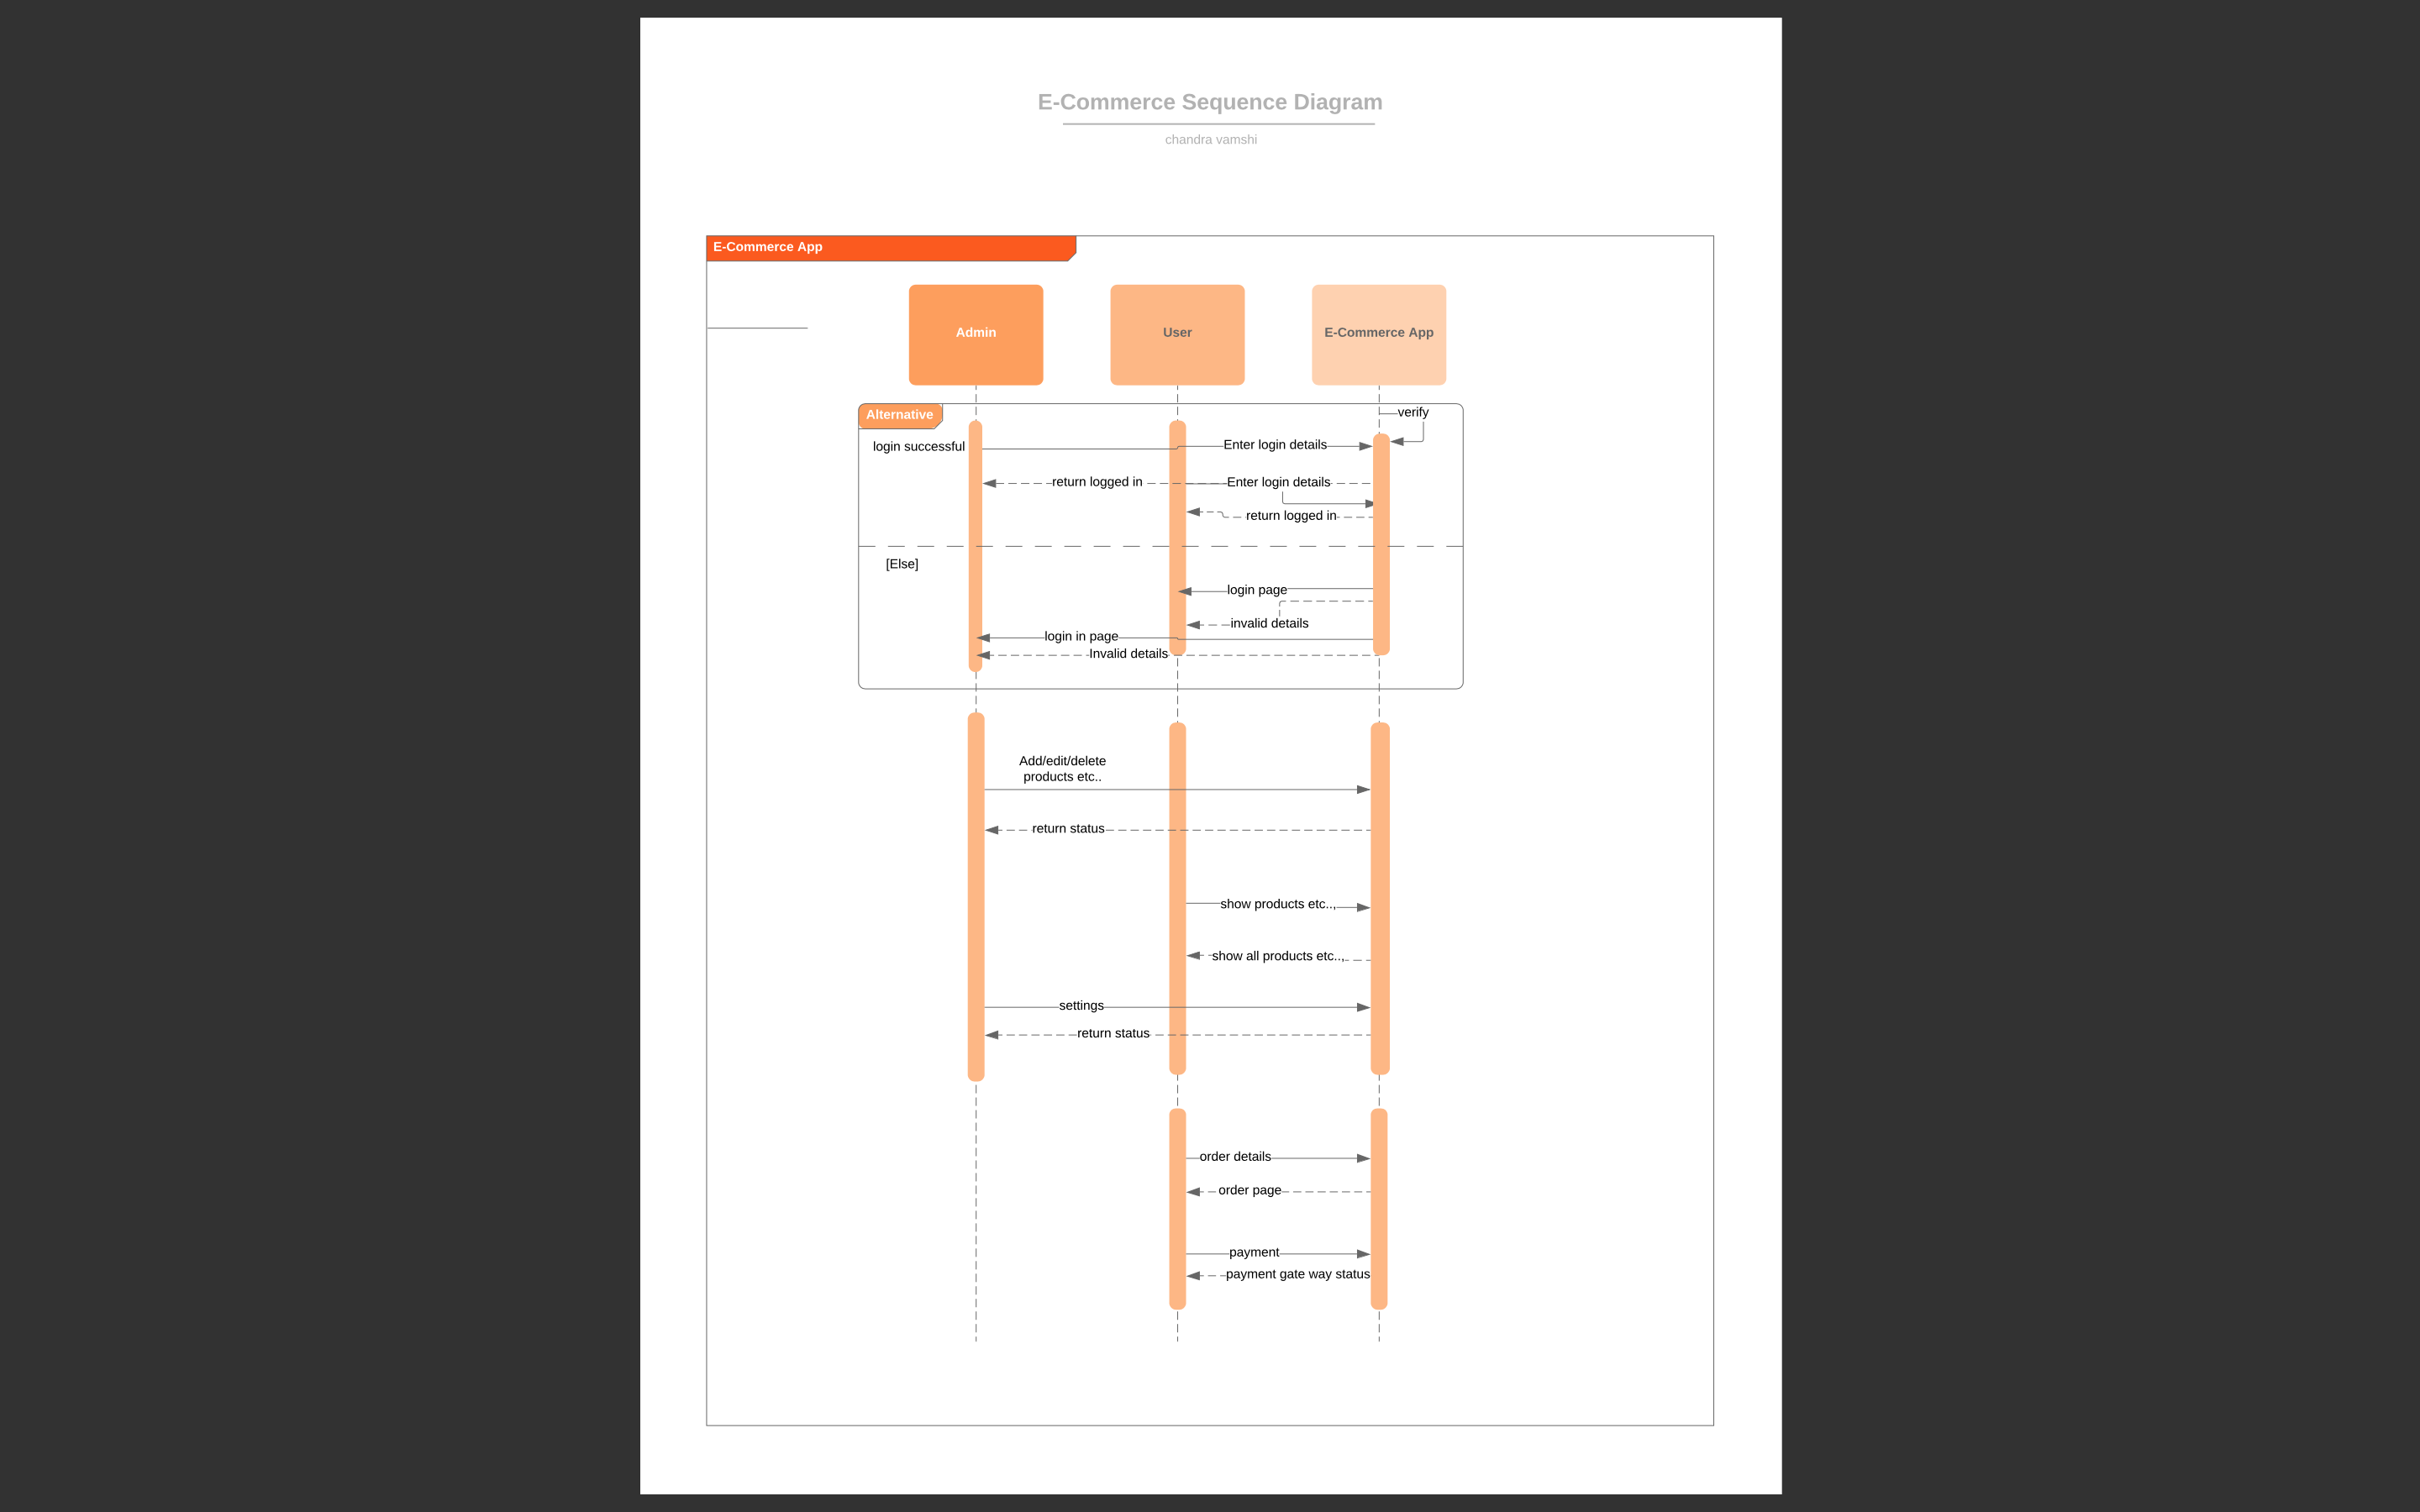 E-Commerce Sequence Diagram
chandra vamshi
E-Commerce App
Admin
User
E-Commerce App
Alternative
verify
login successful
Enter login details
return logged in
Enter login details
return logged in
[Else]
login page
invalid details
login in page
Invalid details
Add/edit/delete
products etc..
return status
show products etc..,
show all products etc..,
settings
return status
order details
order page
payment
payment gate way status